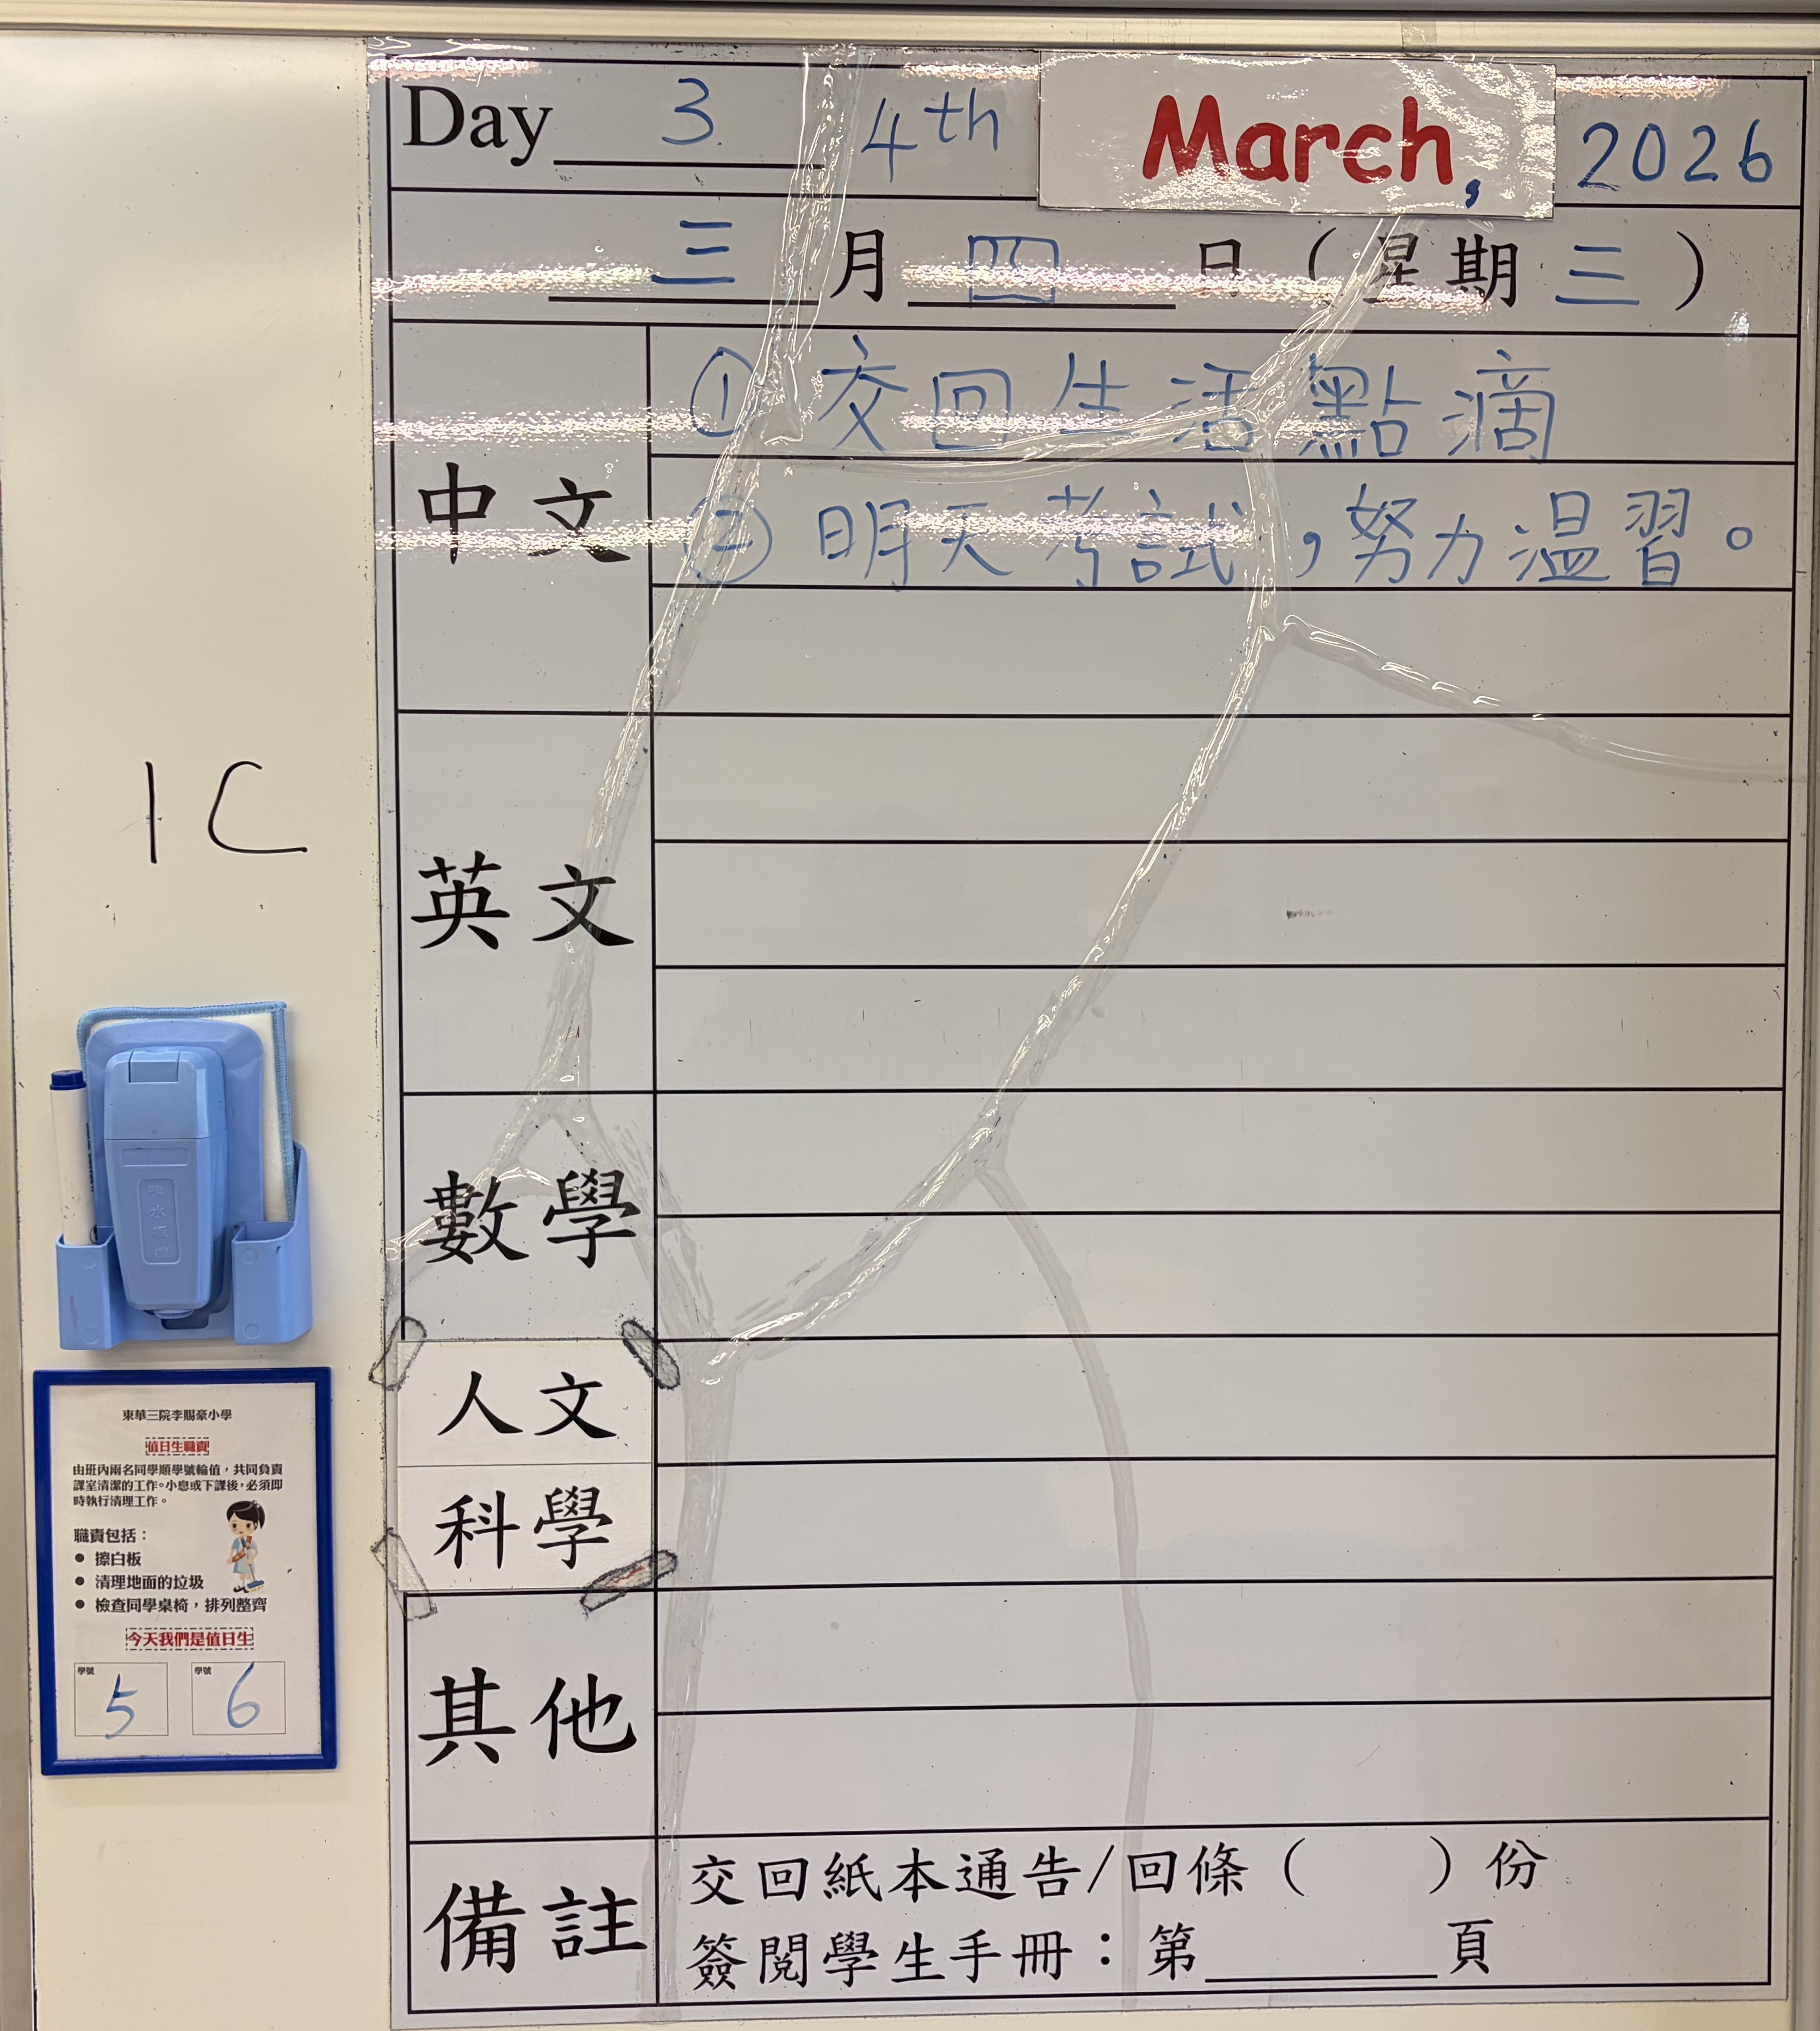 Day 3 4th March, 2026
三月四日（星期三）
中文
① 交回生活點滴
② 明天考試，努力温習。
英文
數學
人文
科學
其他
備註
交回紙本通告/回條（ ）份
簽閱學生手冊：第______頁
1C
東華三院李賜豪小學
值日生職責
由班內兩名同學順學號輪值，共同負責
課室清潔的工作。小息或下課後，必須即
時執行清理工作。
職責包括：
● 擦白板
● 清理地面的垃圾
● 檢查同學桌椅，排列整齊
今天我們是值日生
學號 學號
5 6